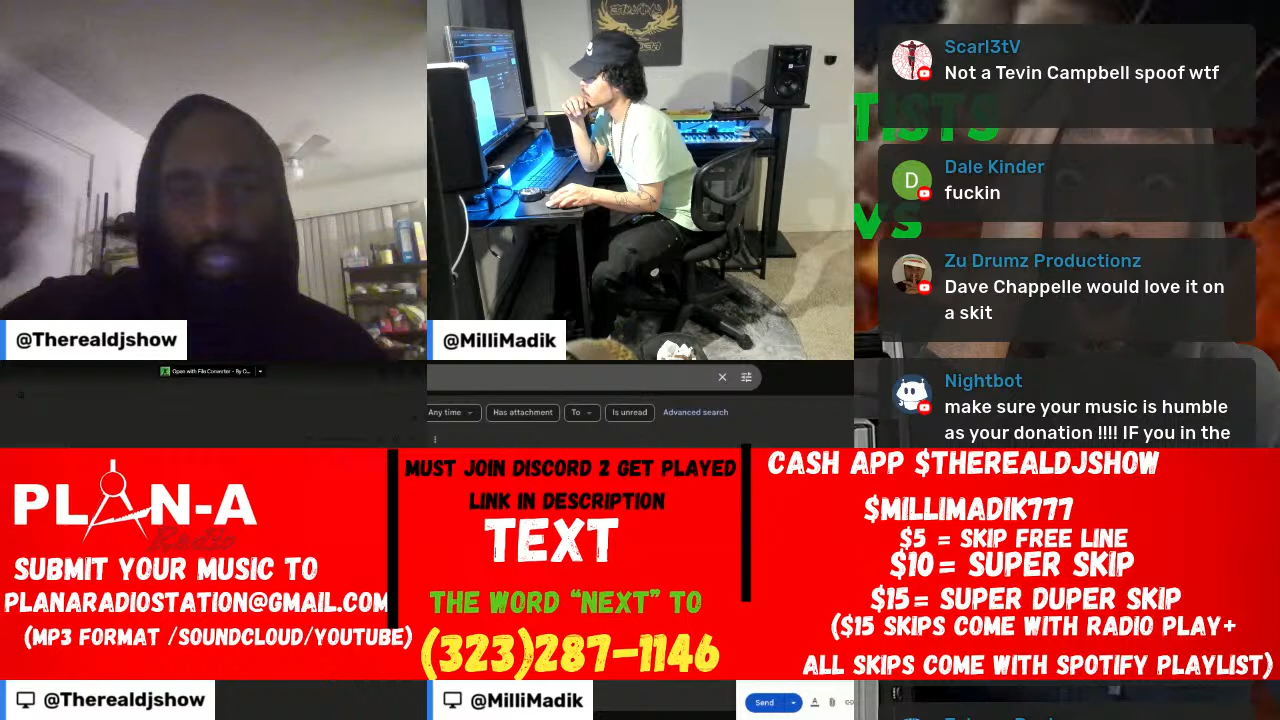 @Therealdjshow
@MilliMadik
Scarl3tV
Not a Tevin Campbell spoof wtf
D
Dale Kinder
fuckin
Zu Drumz Productionz
Dave Chappelle would love it on
a skit
Nightbot
make sure your music is humble
as your donation !!!! IF you in the
Any time
Has attachment
To
Is unread
Advanced search
PLAN-A
Radio
SUBMIT YOUR MUSIC TO
PLANARADIOSTATION@GMAIL.COM
(MP3 FORMAT /SOUNDCLOUD/YOUTUBE)
MUST JOIN DISCORD 2 GET PLAYED
LINK IN DESCRIPTION
TEXT
THE WORD “NEXT” TO
(323)287-1146
CASH APP $THEREALDJSHOW
$MILLIMADIK777
$5 = SKIP FREE LINE
$10 = SUPER SKIP
$15 = SUPER DUPER SKIP
($15 SKIPS COME WITH RADIO PLAY+
ALL SKIPS COME WITH SPOTIFY PLAYLIST)
@Therealdjshow
@MilliMadik
Send